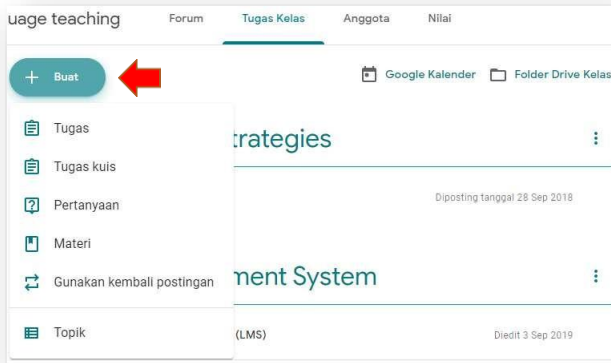 uage teaching Forum Tugas Kelas Anggota Nilai
+ Buat Google Kalender Folder Drive Kelas
Tugas
trategies
Tugas kuis
Pertanyaan Diposting tanggal 28 Sep 2018
Materi
ment System
Gunakan kembali postingan
Topik (LMS) Diedit 3 Sep 2019